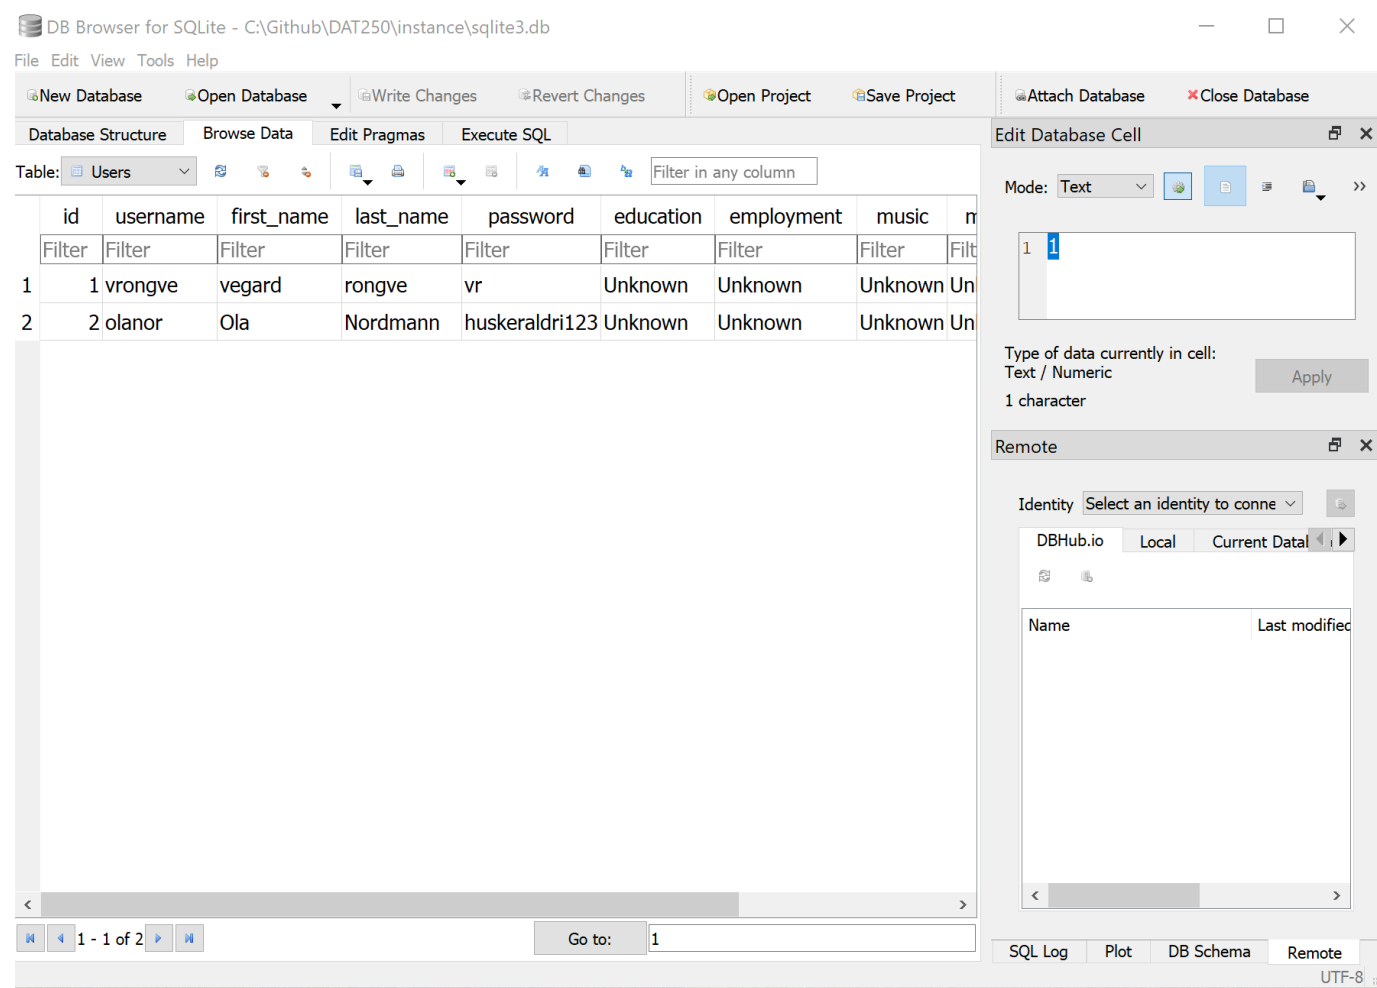 DB Browser for SQLite - C:\Github\DAT250\instance\sqlite3.db
File Edit View Tools Help
New Database Open Database Write Changes Revert Changes Open Project Save Project Attach Database Close Database
Database Structure Browse Data Edit Pragmas Execute SQL
Table: Users Filter in any column
id username first_name last_name password education employment music m
Filter Filter Filter Filter Filter Filter Filter Filter Filt
1 1 vrongve vegard rongve vr Unknown Unknown Unknown Un
2 2 olanor Ola Nordmann huskeraldri123 Unknown Unknown Unknown Un
1 - 1 of 2 Go to: 1
Edit Database Cell
Mode: Text
1 1
Type of data currently in cell:
Text / Numeric
Apply
1 character
Remote
Identity Select an identity to conne
DBHub.io Local Current Datal
Name Last modified
SQL Log Plot DB Schema Remote
UTF-8